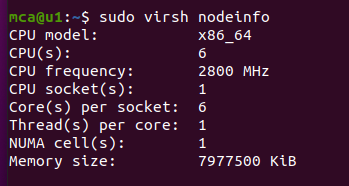 mca@u1:~$ sudo virsh nodeinfo
CPU model:           x86_64
CPU(s):              6
CPU frequency:       2800 MHz
CPU socket(s):       1
Core(s) per socket:  6
Thread(s) per core:  1
NUMA cell(s):        1
Memory size:         7977500 KiB